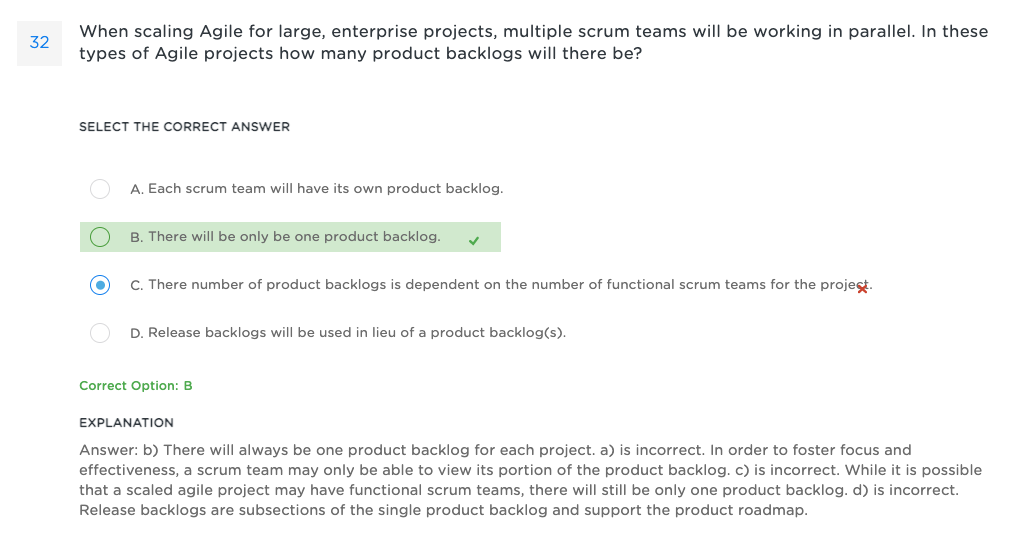 32
When scaling Agile for large, enterprise projects, multiple scrum teams will be working in parallel. In these
types of Agile projects how many product backlogs will there be?
SELECT THE CORRECT ANSWER
A. Each scrum team will have its own product backlog.
B. There will be only be one product backlog.
C. There number of product backlogs is dependent on the number of functional scrum teams for the project.
D. Release backlogs will be used in lieu of a product backlog(s).
Correct Option: B
EXPLANATION
Answer: b) There will always be one product backlog for each project. a) is incorrect. In order to foster focus and
effectiveness, a scrum team may only be able to view its portion of the product backlog. c) is incorrect. While it is possible
that a scaled agile project may have functional scrum teams, there will still be only one product backlog. d) is incorrect.
Release backlogs are subsections of the single product backlog and support the product roadmap.